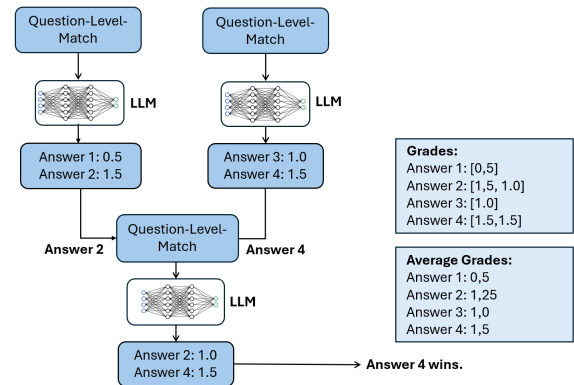 Question-Level-
Match
Question-Level-
Match
LLM
LLM
Answer 1: 0.5
Answer 2: 1.5
Answer 3: 1.0
Answer 4: 1.5
Grades:
Answer 1: [0,5]
Answer 2: [1,5, 1.0]
Answer 3: [1.0]
Answer 4: [1.5,1.5]
Answer 2
Question-Level-
Match
Answer 4
LLM
Average Grades:
Answer 1: 0,5
Answer 2: 1,25
Answer 3: 1,0
Answer 4: 1,5
Answer 2: 1.0
Answer 4: 1.5
Answer 4 wins.